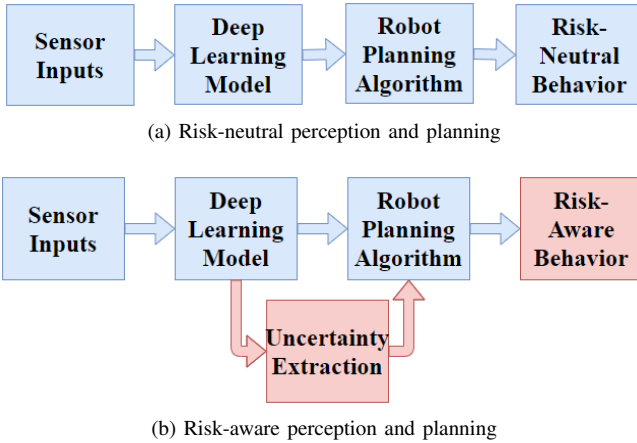 Sensor
Inputs
Deep
Learning
Model
Robot
Planning
Algorithm
Risk-
Neutral
Behavior
(a) Risk-neutral perception and planning
Sensor
Inputs
Deep
Learning
Model
Robot
Planning
Algorithm
Risk-
Aware
Behavior
Uncertainty
Extraction
(b) Risk-aware perception and planning